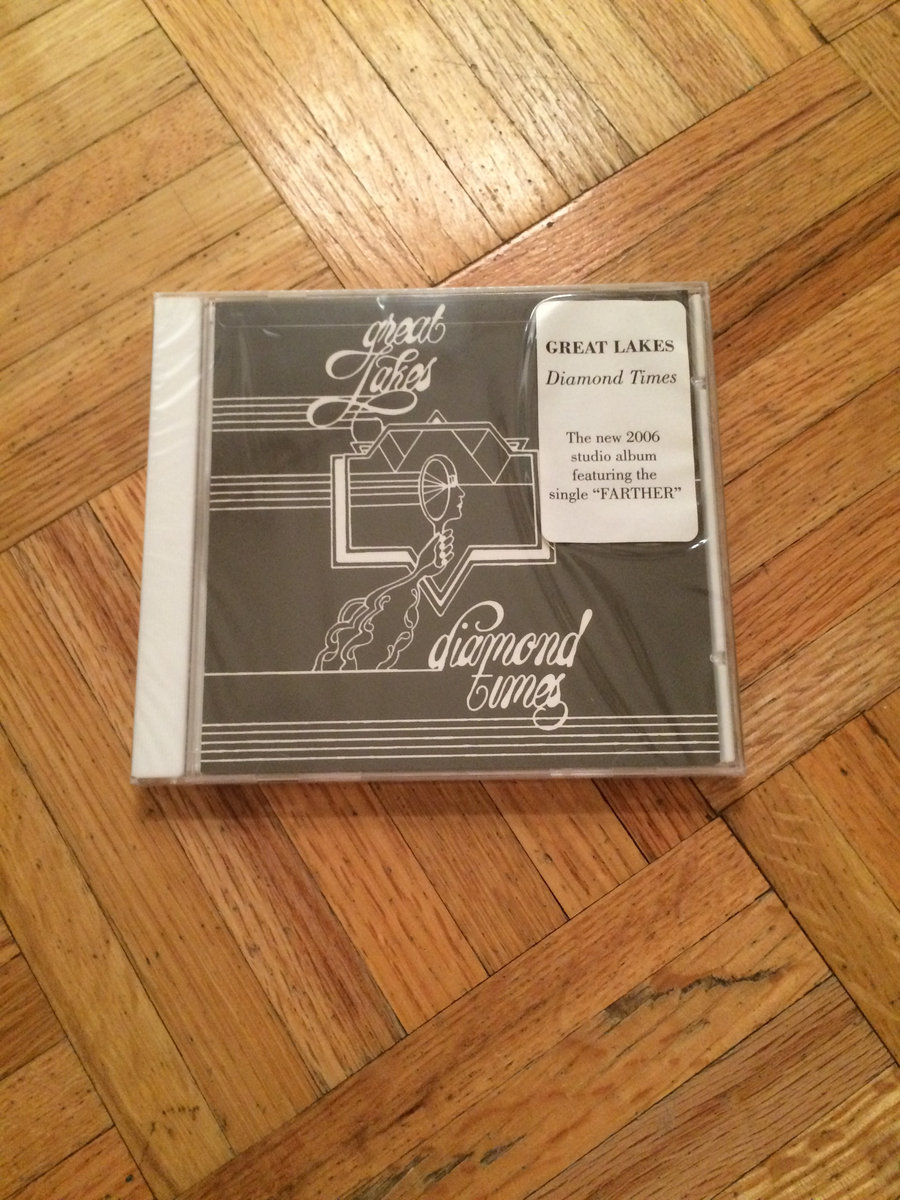 great
Lakes
GREAT LAKES
Diamond Times
The new 2006
studio album
featuring the
single “FARTHER”
diamond
times